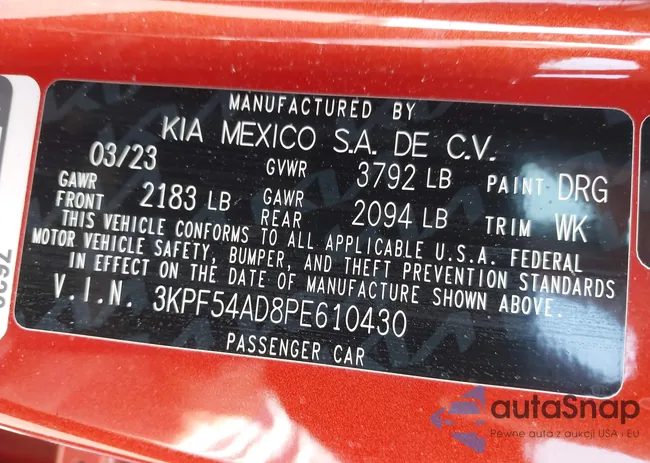 MANUFACTURED BY
KIA MEXICO S.A. DE C.V.
03/23 GVWR 3792 LB PAINT DRG
GAWR FRONT 2183 LB GAWR REAR 2094 LB TRIM WK
THIS VEHICLE CONFORMS TO ALL APPLICABLE U.S.A. FEDERAL
MOTOR VEHICLE SAFETY, BUMPER, AND THEFT PREVENTION STANDARDS
IN EFFECT ON THE DATE OF MANUFACTURE SHOWN ABOVE.
V.I.N. 3KPF54AD8PE610430
PASSENGER CAR
autaSnap
Pewne auta z aukcji USA i EU